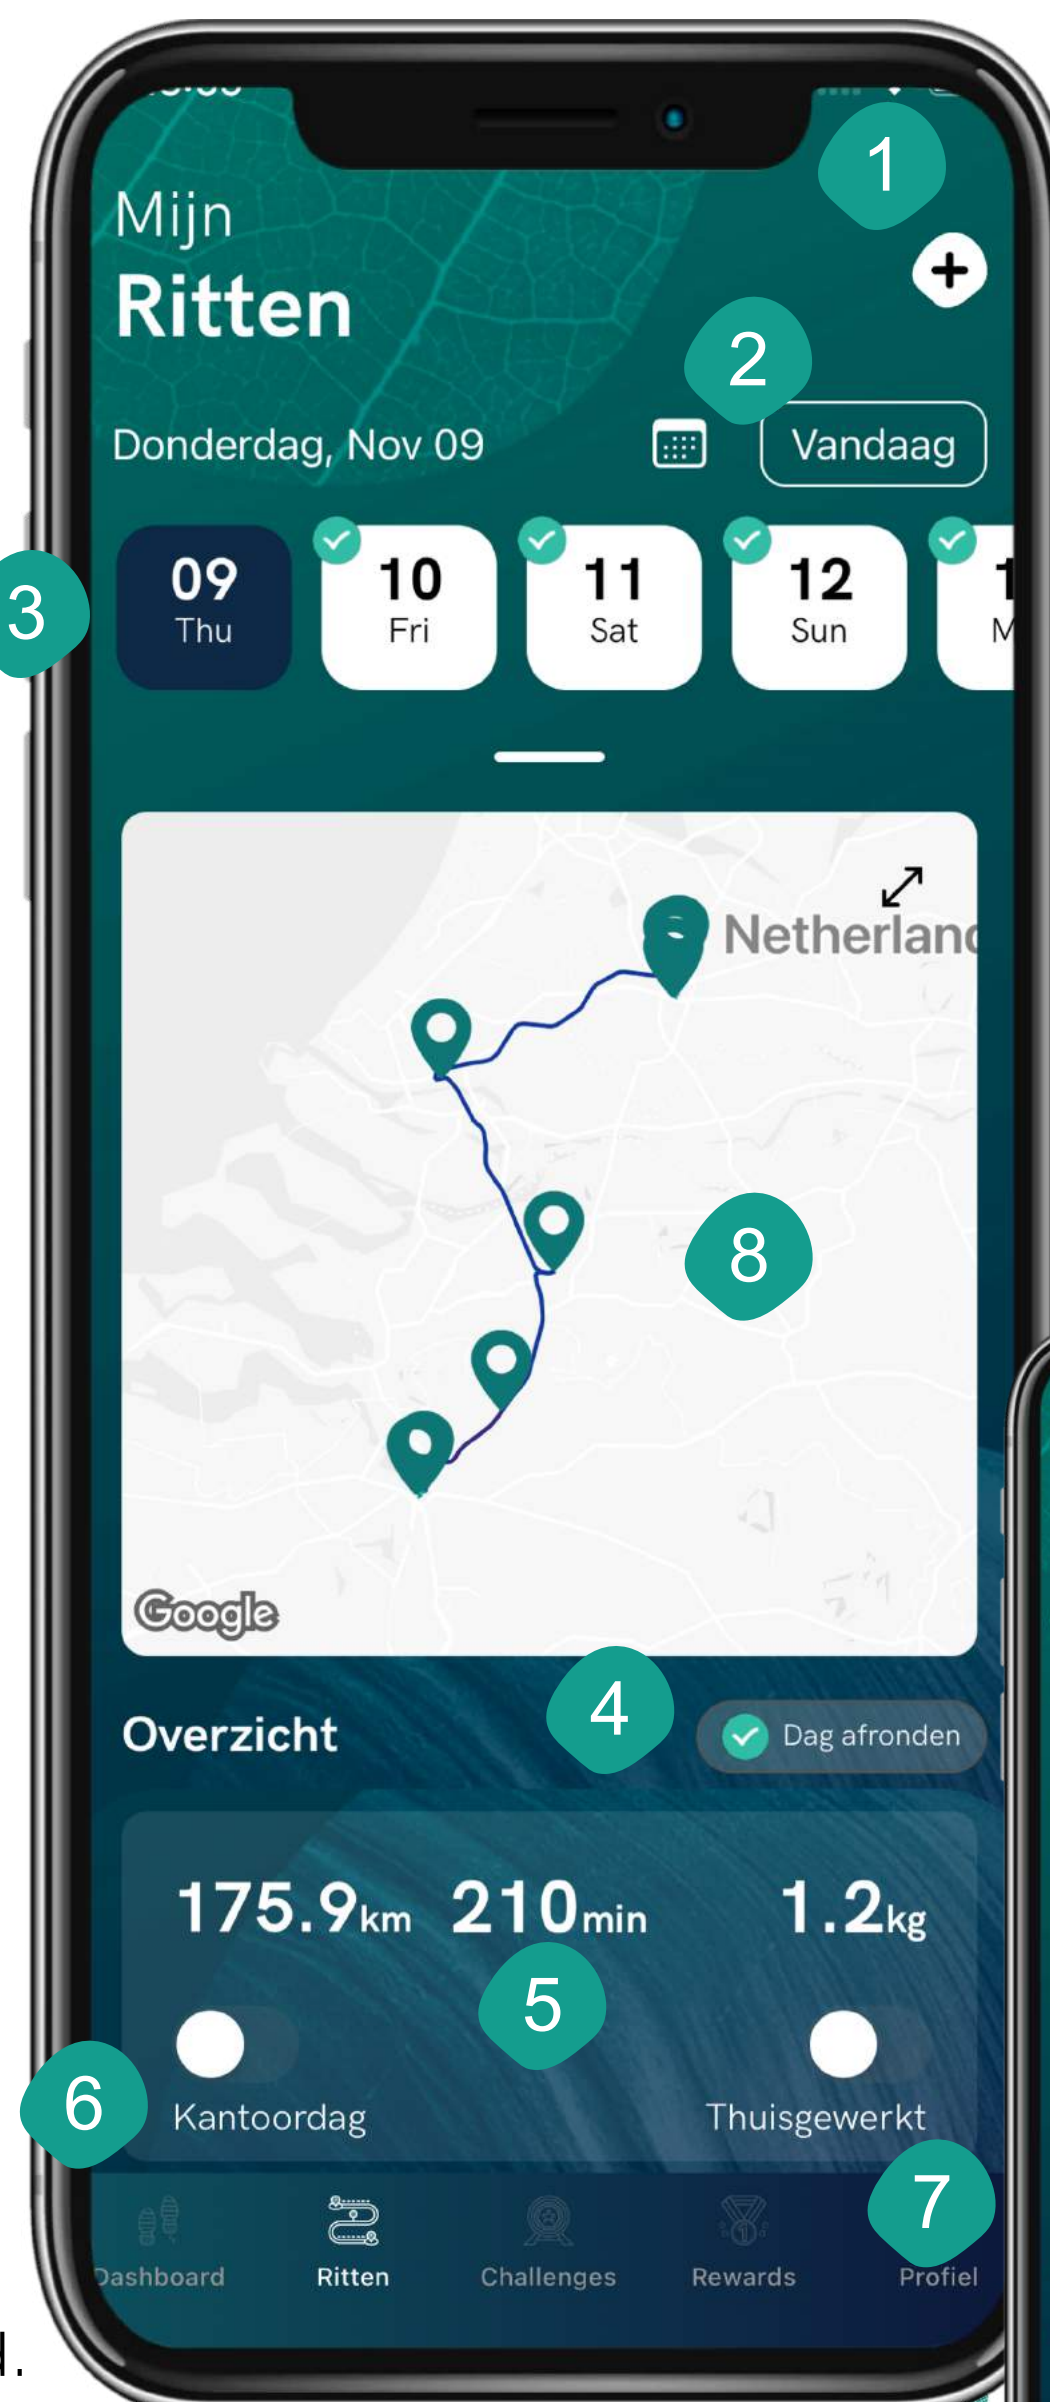 1
Mijn
Ritten
+
2
Donderdag, Nov 09
Vandaag
3
09 10 11 12
Thu Fri Sat Sun
Netherland
8
Google
4
Overzicht
Dag afronden
175.9km 210min 1.2kg
5
6
Kantoordag
Thuisgewerkt
7
Dashboard Ritten Challenges Rewards Profiel